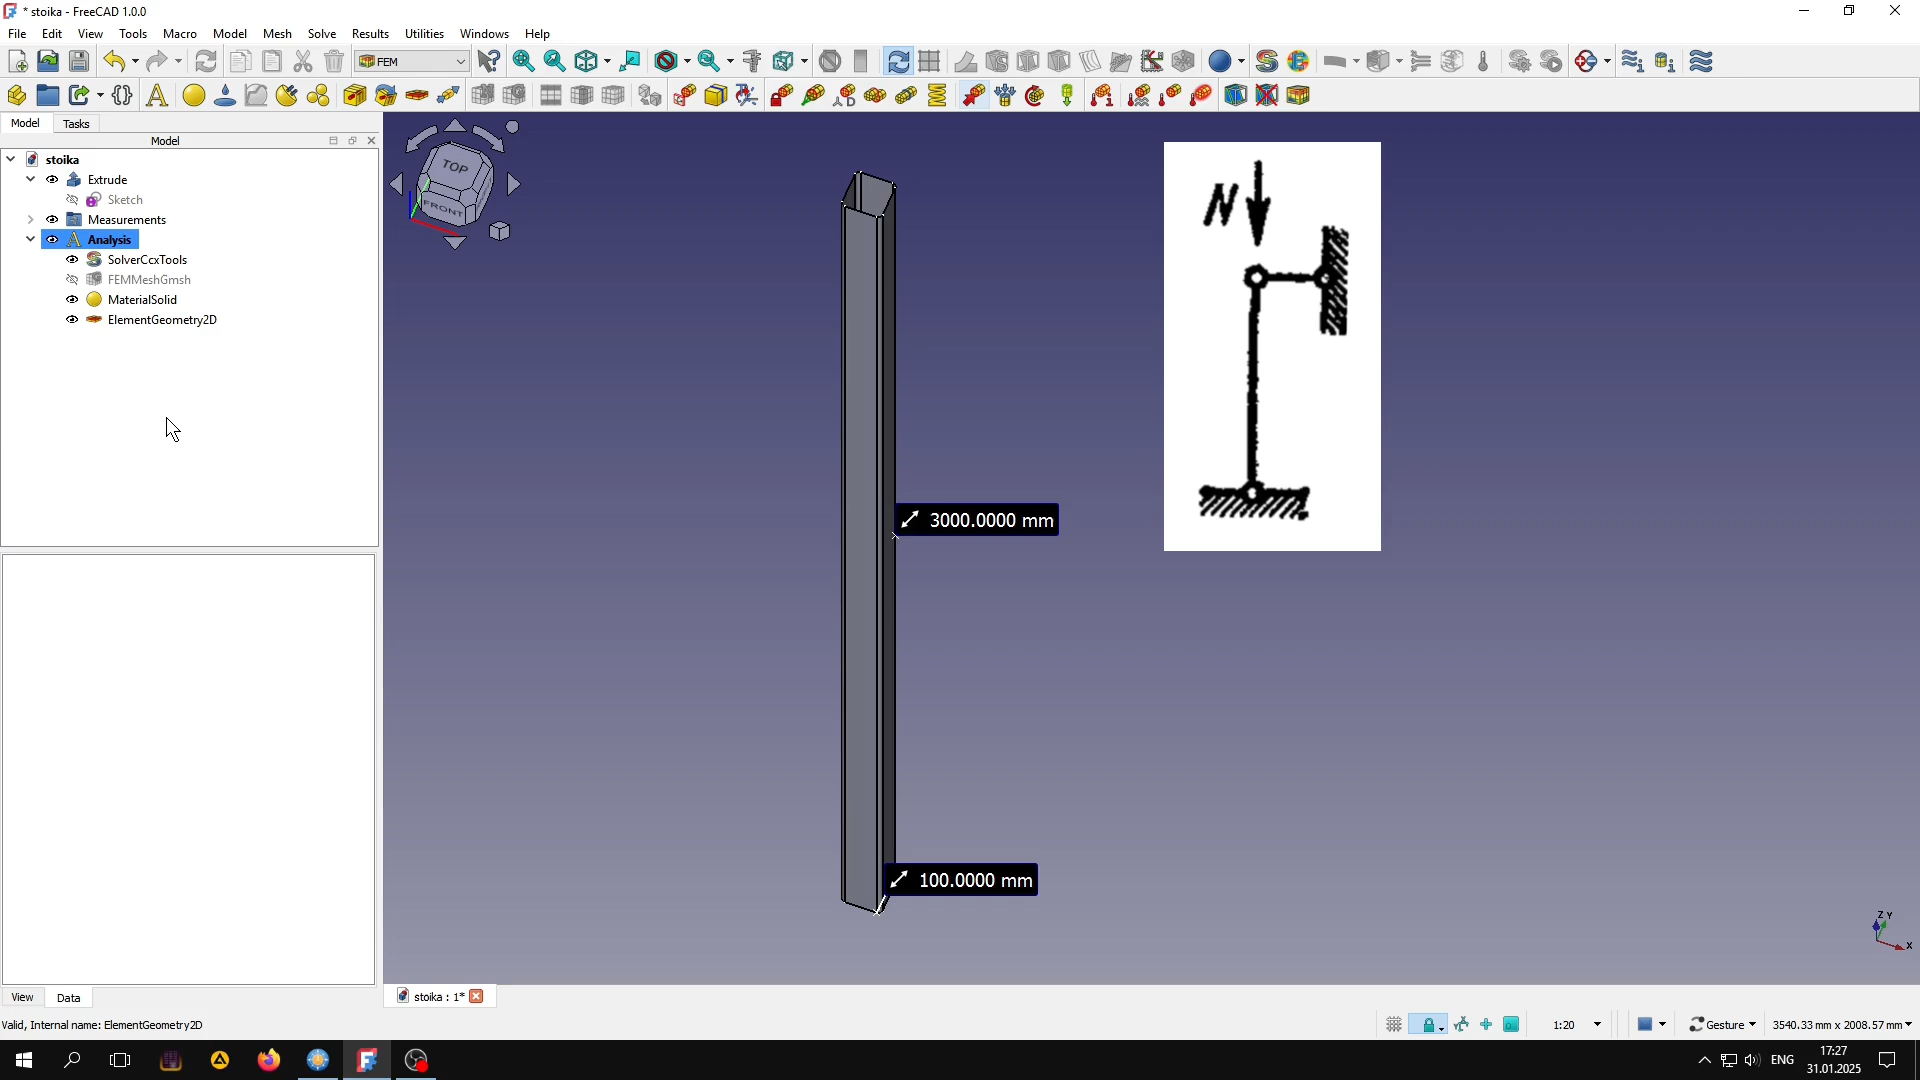 * stoika - FreeCAD 1.0.0
File Edit View Tools Macro Model Mesh Solve Results Utilities Windows Help
FEM
Model Tasks
Model
stoika
Extrude
Sketch
Measurements
Analysis
SolverCcxTools
FEMMeshGmsh
MaterialSolid
ElementGeometry2D
TOP
FRONT
N
3000.0000 mm
100.0000 mm
Z Y
X
View Data
stoika : 1*
Valid, Internal name: ElementGeometry2D
1:20
Gesture
3540.33 mm x 2008.57 mm
ENG
17:27
31.01.2025